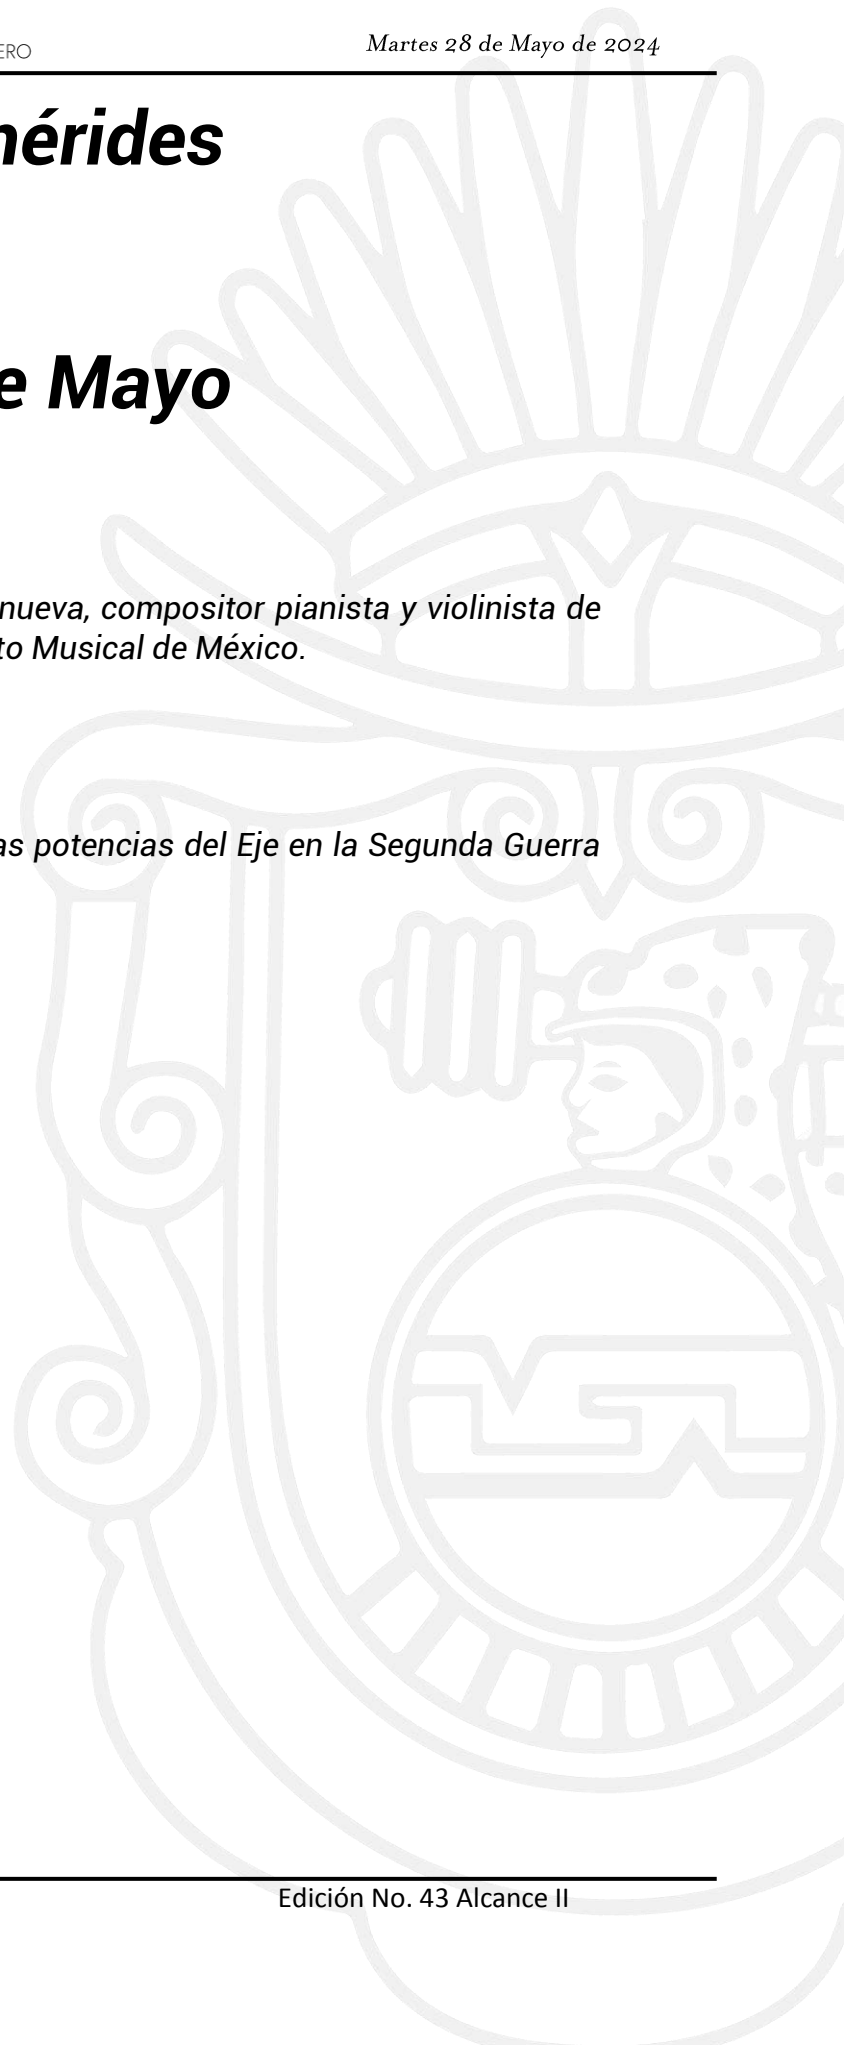 ERO Martes 28 de Mayo de 2024
nérides
e Mayo
nueva, compositor pianista y violinista de
to Musical de México.
as potencias del Eje en la Segunda Guerra
Edición No. 43 Alcance II